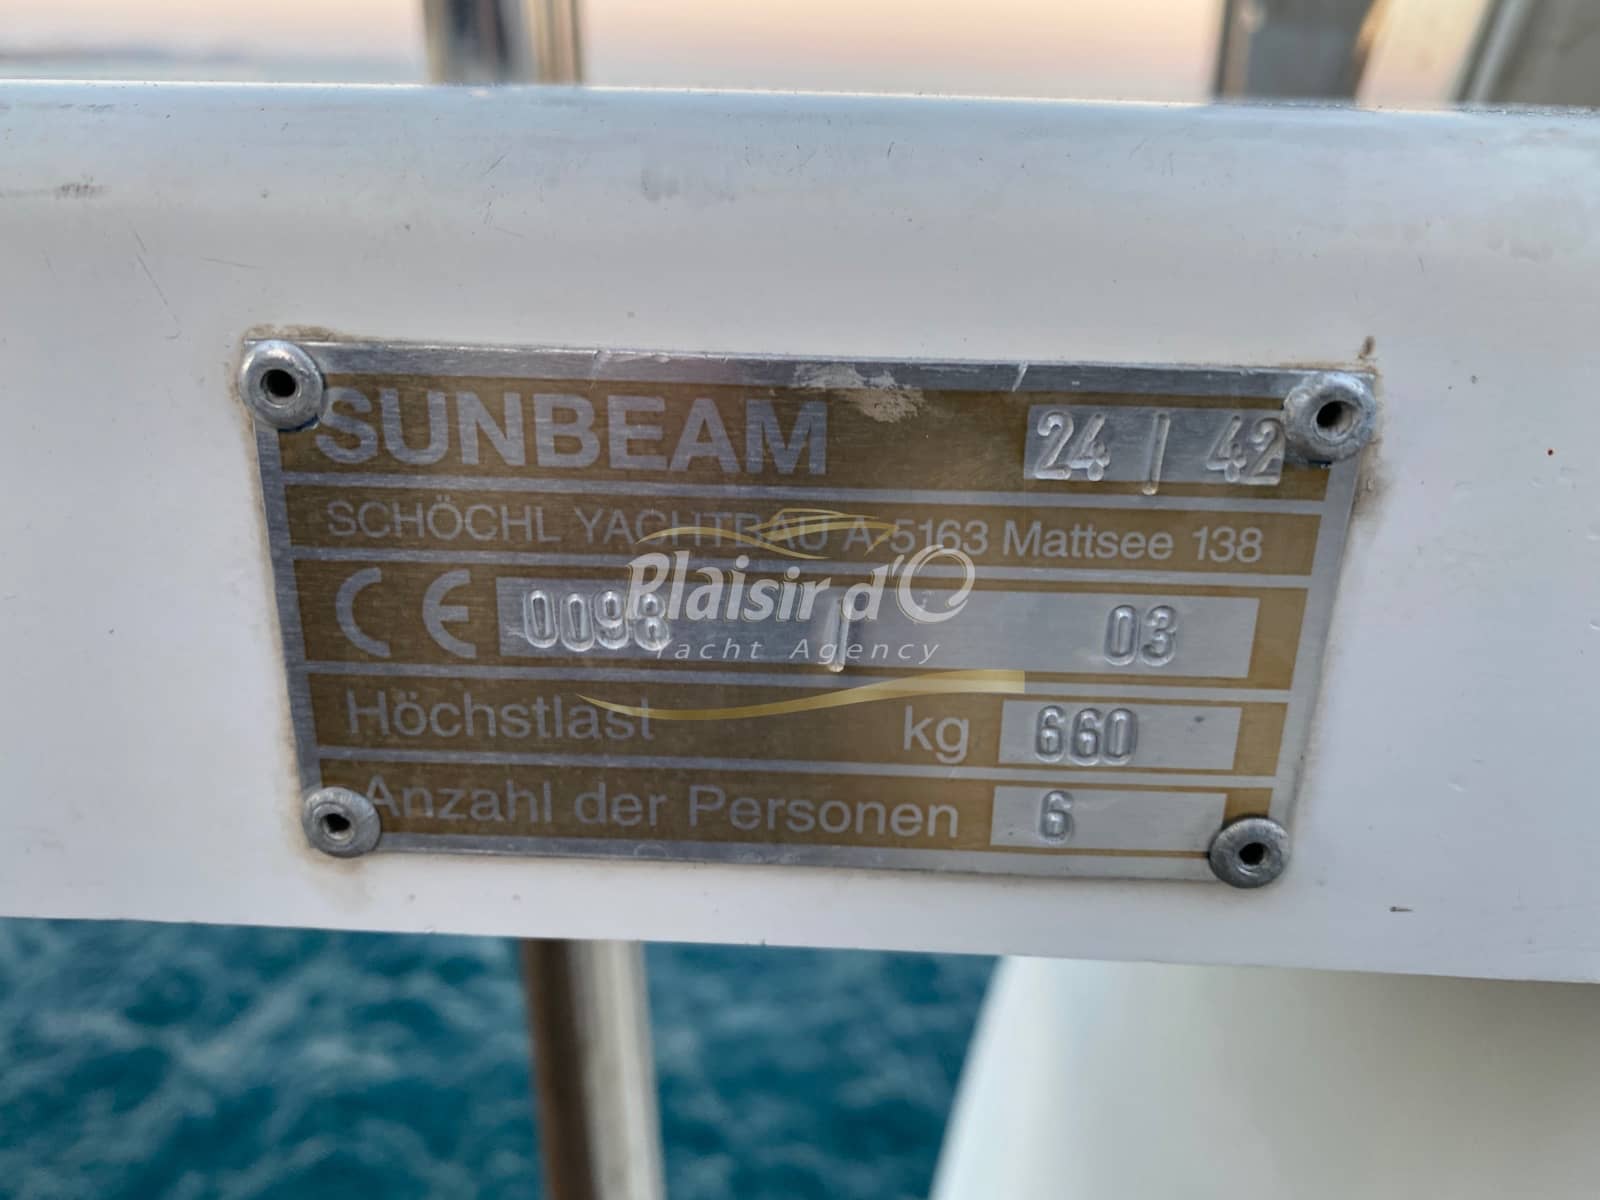 SUNBEAM 24 | 42
SCHÖCHL YACHTBAU A-5163 Mattsee 138
CE 0098 | 03
Plaisir d'O
Yacht Agency
Höchstlast kg 660
Anzahl der Personen 6